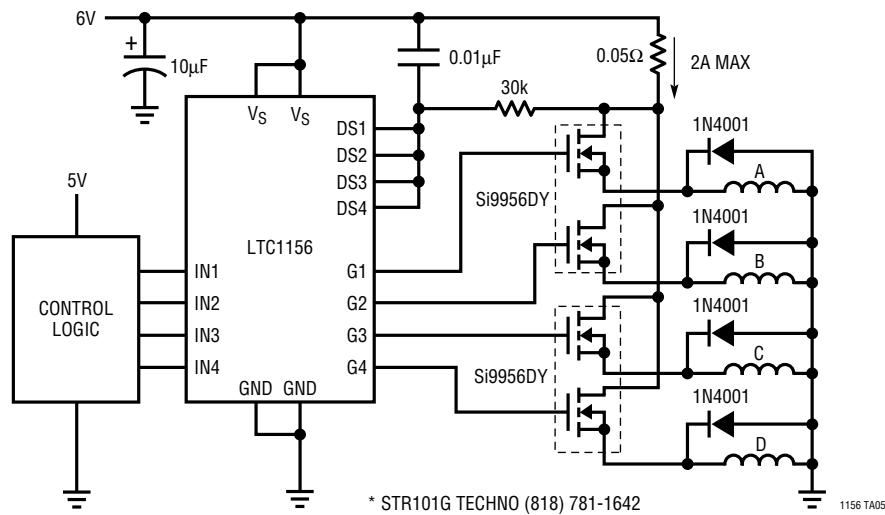 6V
+
10µF
0.01µF
0.05Ω
2A MAX
30k
VS
VS
DS1
DS2
DS3
DS4
1N4001
A
Si9956DY
5V
LTC1156
1N4001
B
CONTROL
LOGIC
IN1
IN2
IN3
IN4
G1
G2
G3
G4
1N4001
C
Si9956DY
GND
GND
1N4001
D
* STR101G TECHNO (818) 781-1642
1156 TA05